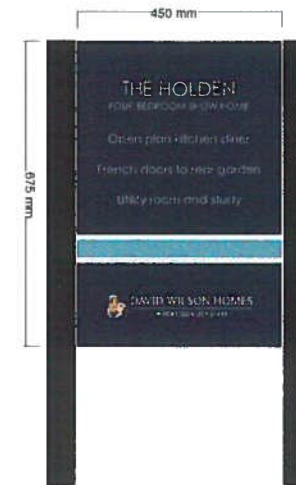 450 mm
675 mm
THE HOLDEN
FOUR BEDROOM SHOW HOME
Open plan kitchen diner
French doors to rear garden
Utility room and study
DAVID WILSON HOMES